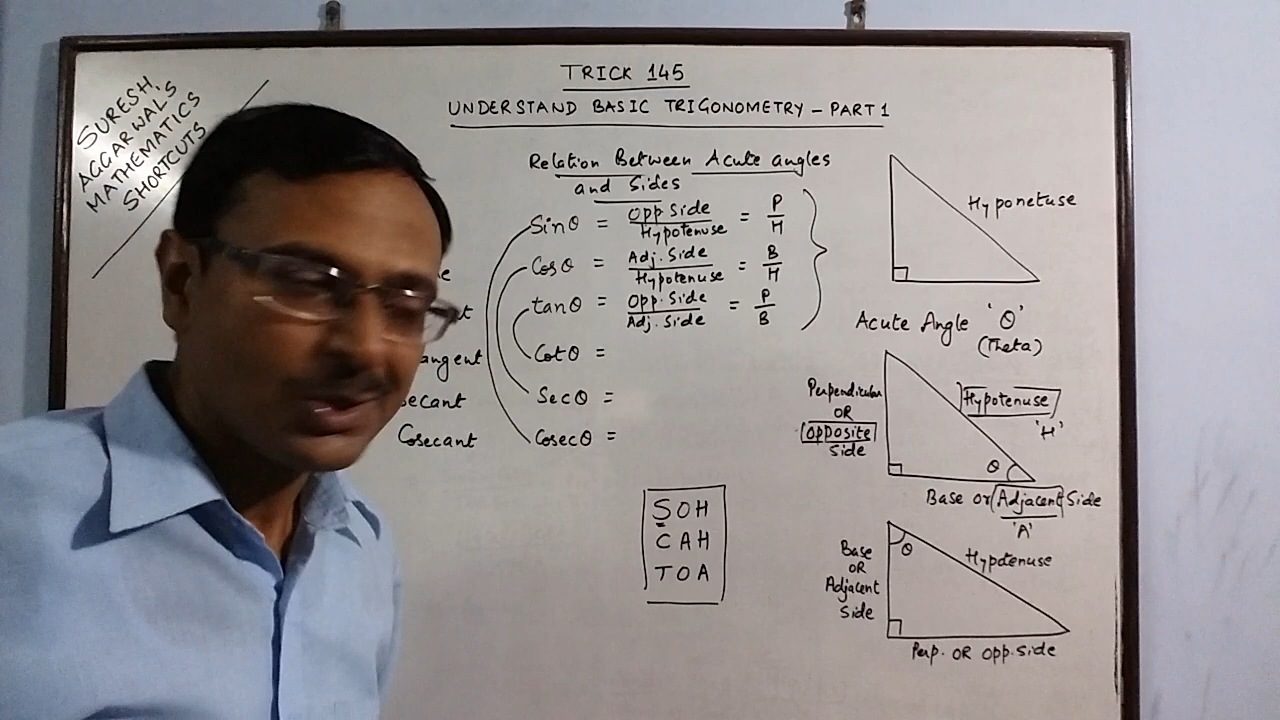 SURESH.
AGGARWAL'S
MATHEMATICS
SHORTCUTS
TRICK 145
UNDERSTAND BASIC TRIGONOMETRY - PART 1
Relation Between Acute angles
and Sides
Sinθ = Opp Side / Hypotenuse = P/H
Cosθ = Adj. Side / Hypotenuse = B/H
tanθ = Opp. Side / Adj. Side = P/B
Cotθ =
Secθ =
Cosecant
Cosecθ =
SOH
CAH
TOA
Hyponetuse
Acute Angle 'θ'
(Theta)
Perpendicular
OR
Opposite
Side
Hypotenuse
'H'
θ
Base or Adjacent Side
'A'
θ
Hypotenuse
Base
OR
Adjacent
Side
Perp. OR Opp. side